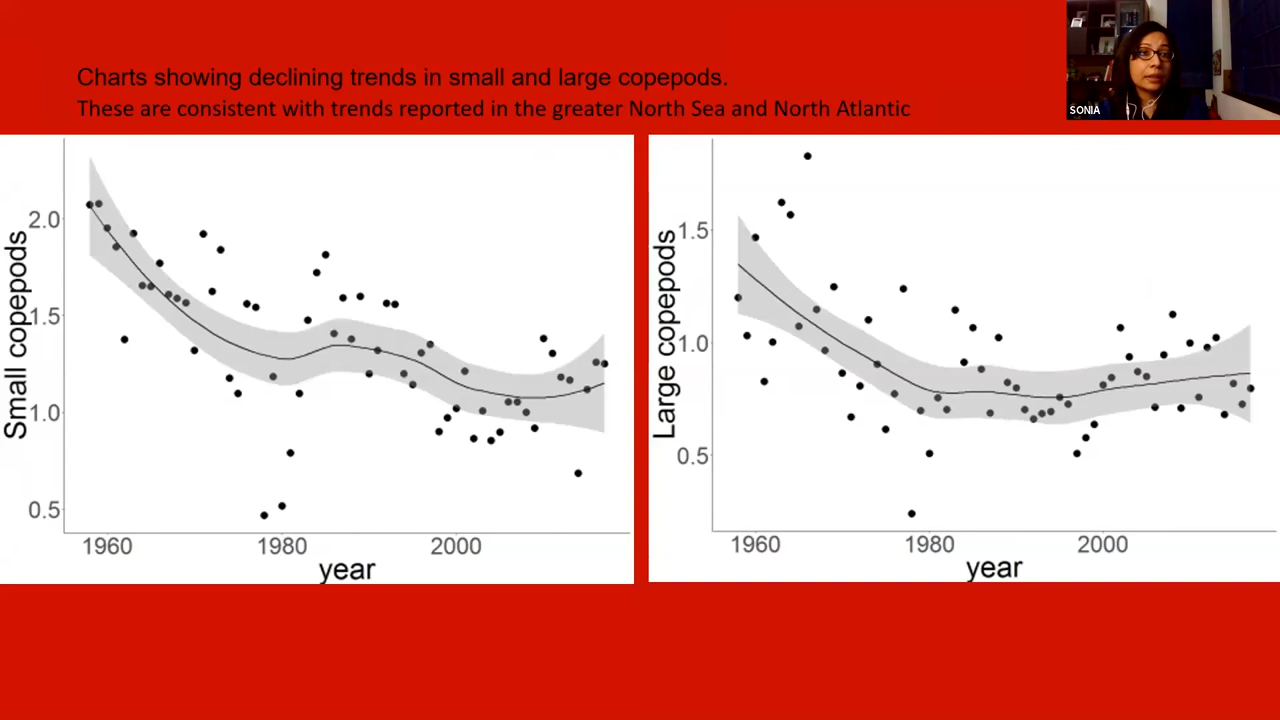 Charts showing declining trends in small and large copepods.
These are consistent with trends reported in the greater North Sea and North Atlantic
SONIA
Small copepods
2.0
1.5
1.0
0.5
1960 1980 2000
year
Large copepods
1.5
1.0
0.5
1960 1980 2000
year